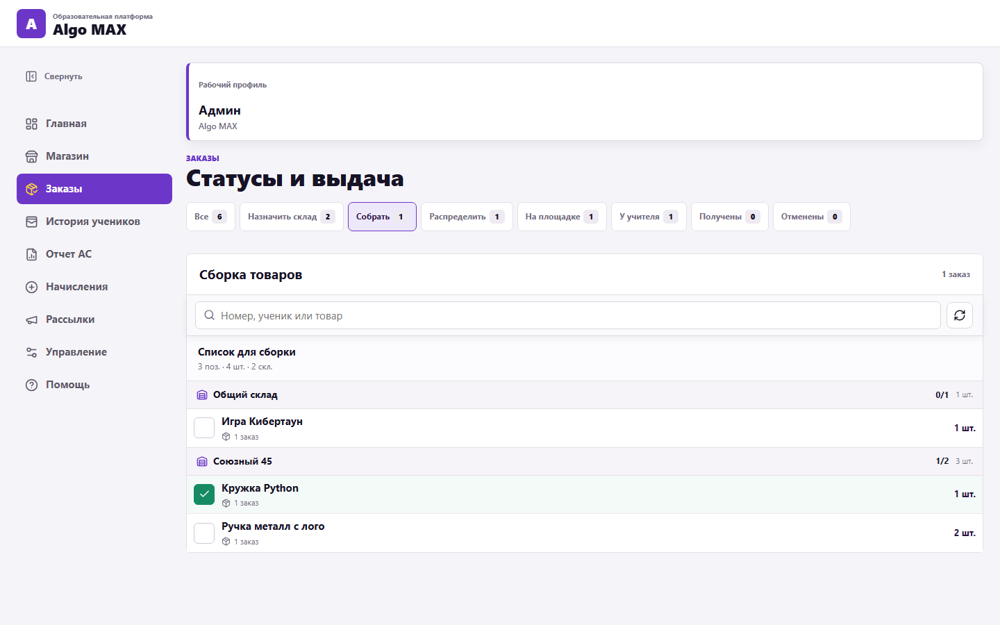 A
Образовательная платформа
Algo MAX
Свернуть
Главная
Магазин
Заказы
История учеников
Отчет АС
Начисления
Рассылки
Управление
Помощь
Рабочий профиль
Админ
Algo MAX
ЗАКАЗЫ
Статусы и выдача
Все 6
Назначить склад 2
Собрать 1
Распределить 1
На площадке 1
У учителя 1
Получены 0
Отменены 0
Сборка товаров
1 заказ
Номер, ученик или товар
Список для сборки
3 поз. · 4 шт. · 2 скл.
Общий склад 0/1 1 шт.
Игра Кибертаун
1 заказ
1 шт.
Союзный 45 1/2 3 шт.
Кружка Python
1 заказ
1 шт.
Ручка металл с лого
1 заказ
2 шт.